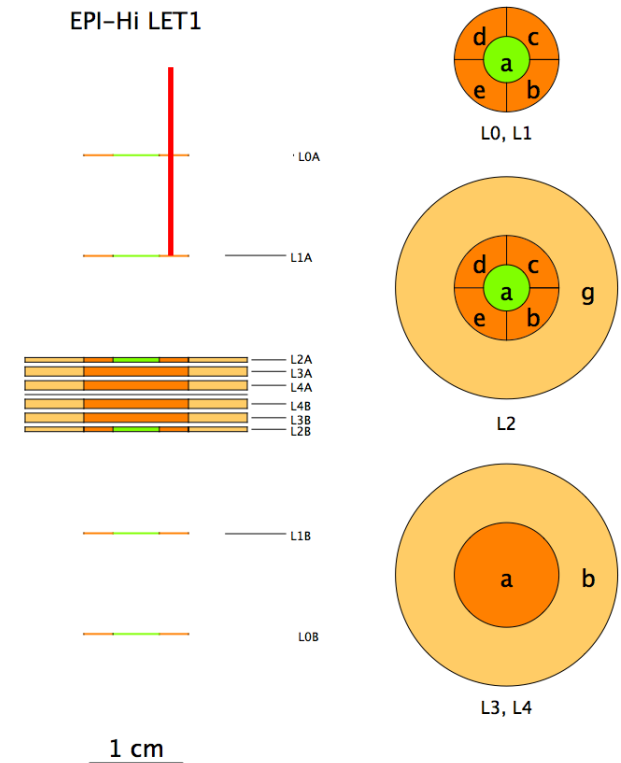 EPI–Hi LET1
L0A
L1A
L2A
L3A
L4A
L4B
L3B
L2B
L1B
L0B
1 cm
d c
a
e b
L0, L1
d c
a g
e b
L2
a b
L3, L4